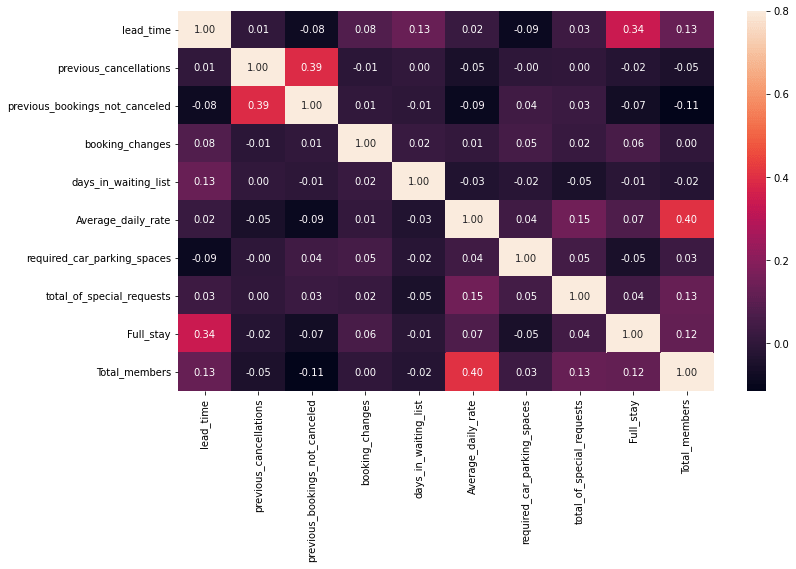 lead_time 1.00 0.01 -0.08 0.08 0.13 0.02 -0.09 0.03 0.34 0.13
previous_cancellations 0.01 1.00 0.39 -0.01 0.00 -0.05 -0.00 0.00 -0.02 -0.05
previous_bookings_not_canceled -0.08 0.39 1.00 0.01 -0.01 -0.09 0.04 0.03 -0.07 -0.11
booking_changes 0.08 -0.01 0.01 1.00 0.02 0.01 0.05 0.02 0.06 0.00
days_in_waiting_list 0.13 0.00 -0.01 0.02 1.00 -0.03 -0.02 -0.05 -0.01 -0.02
Average_daily_rate 0.02 -0.05 -0.09 0.01 -0.03 1.00 0.04 0.15 0.07 0.40
required_car_parking_spaces -0.09 -0.00 0.04 0.05 -0.02 0.04 1.00 0.05 -0.05 0.03
total_of_special_requests 0.03 0.00 0.03 0.02 -0.05 0.15 0.05 1.00 0.04 0.13
Full_stay 0.34 -0.02 -0.07 0.06 -0.01 0.07 -0.05 0.04 1.00 0.12
Total_members 0.13 -0.05 -0.11 0.00 -0.02 0.40 0.03 0.13 0.12 1.00
lead_time
previous_cancellations
previous_bookings_not_canceled
booking_changes
days_in_waiting_list
Average_daily_rate
required_car_parking_spaces
total_of_special_requests
Full_stay
Total_members
0.8
0.6
0.4
0.2
0.0